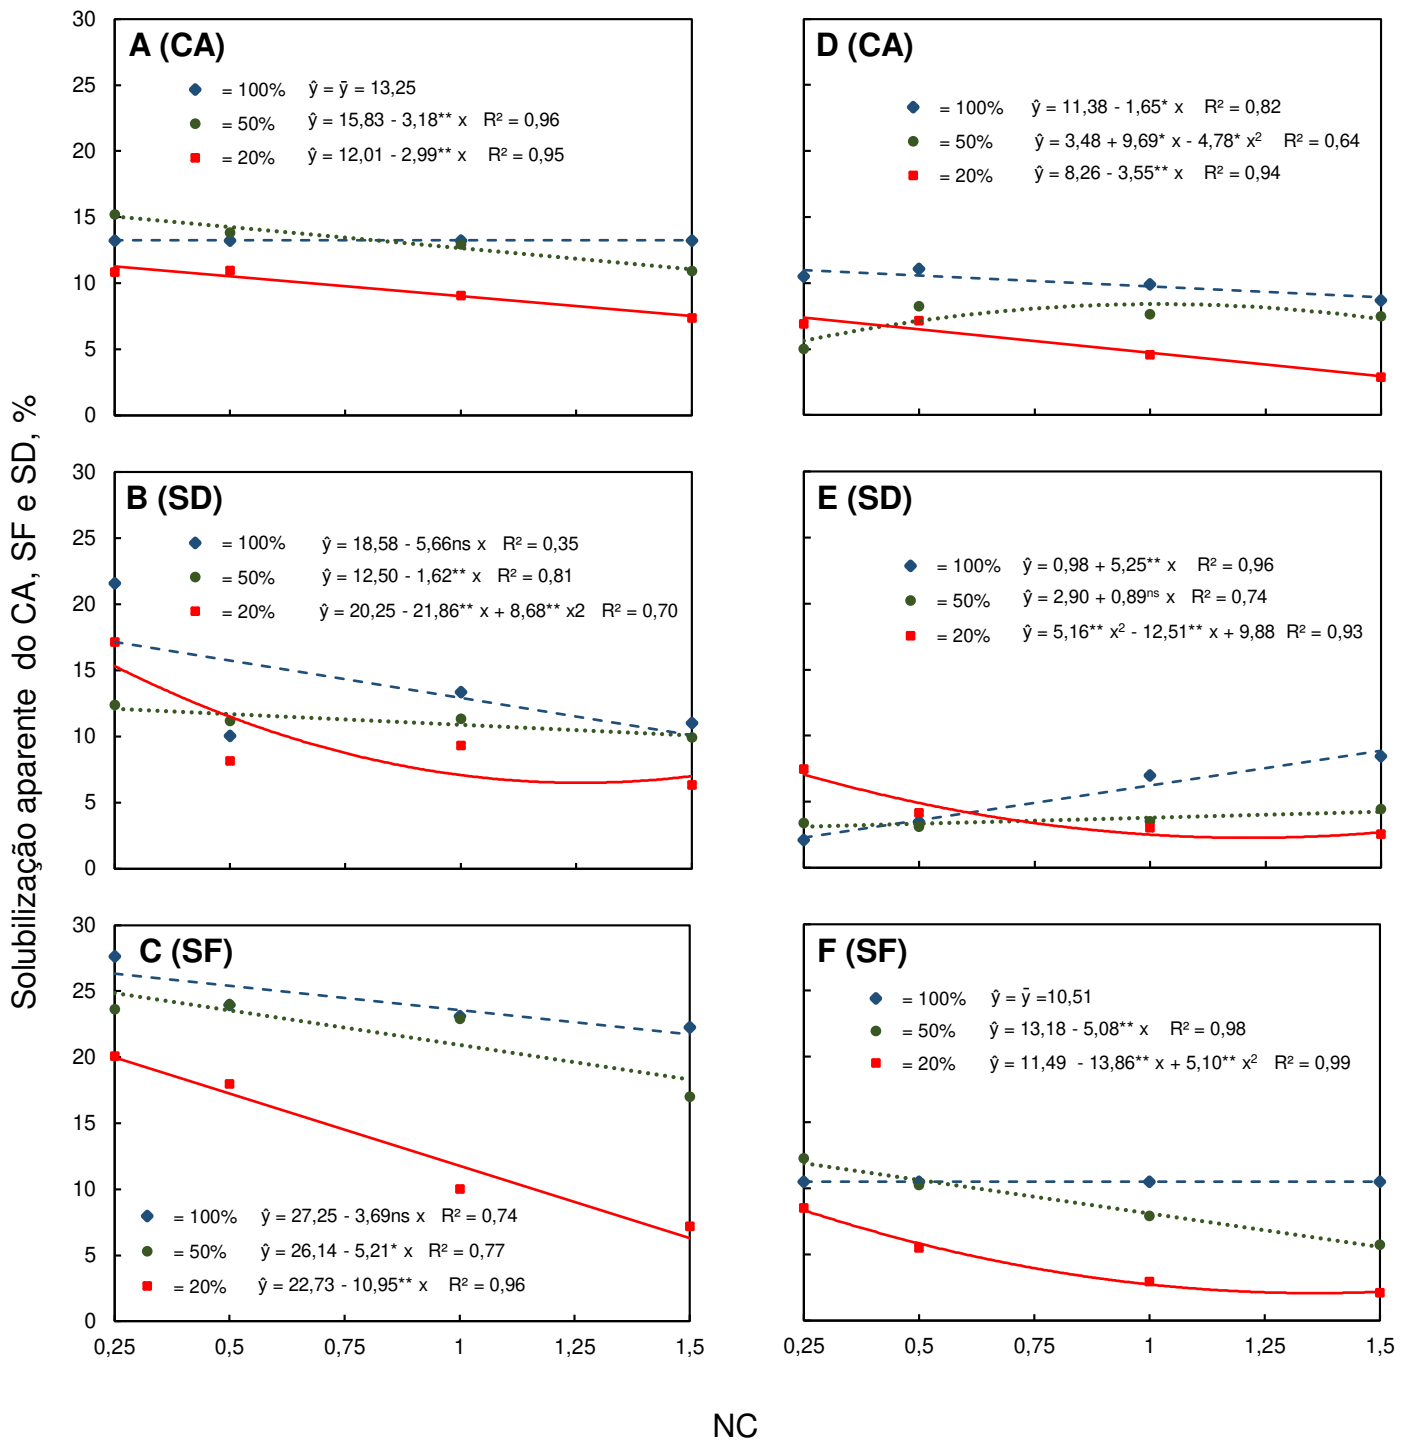 Solubilização aparente do CA, SF e SD, %
A (CA)
= 100% ŷ = ȳ = 13,25
= 50% ŷ = 15,83 - 3,18** x R² = 0,96
= 20% ŷ = 12,01 - 2,99** x R² = 0,95
30
25
20
15
10
5
0
D (CA)
= 100% ŷ = 11,38 - 1,65* x R² = 0,82
= 50% ŷ = 3,48 + 9,69* x - 4,78* x² R² = 0,64
= 20% ŷ = 8,26 - 3,55** x R² = 0,94
B (SD)
= 100% ŷ = 18,58 - 5,66ns x R² = 0,35
= 50% ŷ = 12,50 - 1,62** x R² = 0,81
= 20% ŷ = 20,25 - 21,86** x + 8,68** x2 R² = 0,70
30
25
20
15
10
5
0
E (SD)
= 100% ŷ = 0,98 + 5,25** x R² = 0,96
= 50% ŷ = 2,90 + 0,89ⁿˢ x R² = 0,74
= 20% ŷ = 5,16** x² - 12,51** x + 9,88 R² = 0,93
C (SF)
= 100% ŷ = 27,25 - 3,69ns x R² = 0,74
= 50% ŷ = 26,14 - 5,21* x R² = 0,77
= 20% ŷ = 22,73 - 10,95** x R² = 0,96
30
25
20
15
10
5
0
0,25 0,5 0,75 1 1,25 1,5
F (SF)
= 100% ŷ = ȳ =10,51
= 50% ŷ = 13,18 - 5,08** x R² = 0,98
= 20% ŷ = 11,49 - 13,86** x + 5,10** x² R² = 0,99
0,25 0,5 0,75 1 1,25 1,5
NC